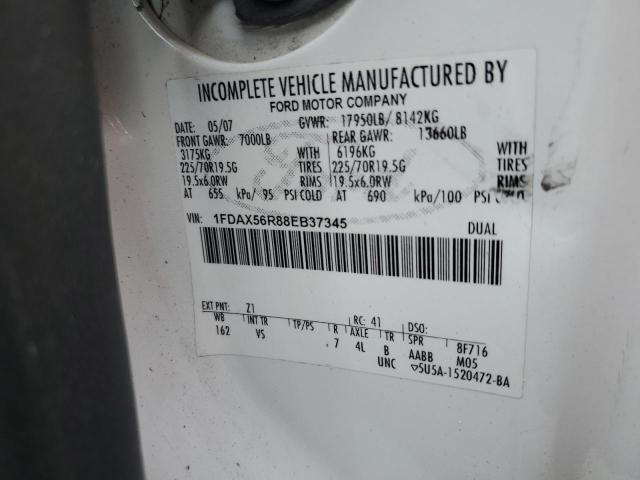 INCOMPLETE VEHICLE MANUFACTURED BY
FORD MOTOR COMPANY
DATE: 05/07 GVWR: 17950LB/ 8142KG
FRONT GAWR: 7000LB REAR GAWR: 13660LB
3175KG WITH 6196KG WITH
225/70R19.5G TIRES 225/70R19.5G TIRES
19.5x6.0RW RIMS 19.5x6.0RW RIMS
AT 655 kPa/ 95 PSI COLD AT 690 kPa/100 PSI
VIN: 1FDAX56R88EB37345 DUAL
EXT PNT: Z1 RC: 41 DSO:
WB INT TR TP/PS R AXLE TR SPR 8F716
162 VS 7 4L B AABB M05
UNC ▽5U5A-1520472-BA